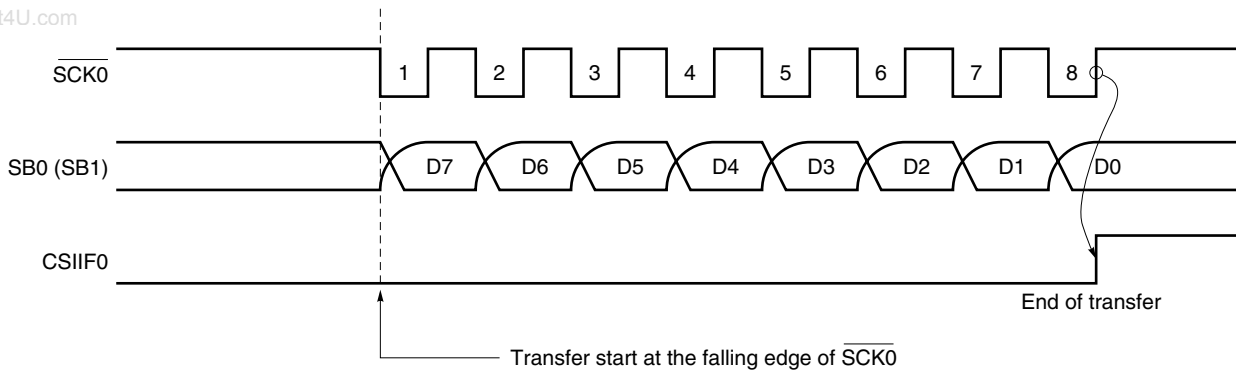 t4U.com
SCK0
1 2 3 4 5 6 7 8
SB0 (SB1)
D7 D6 D5 D4 D3 D2 D1 D0
CSIIF0
End of transfer
Transfer start at the falling edge of SCK0